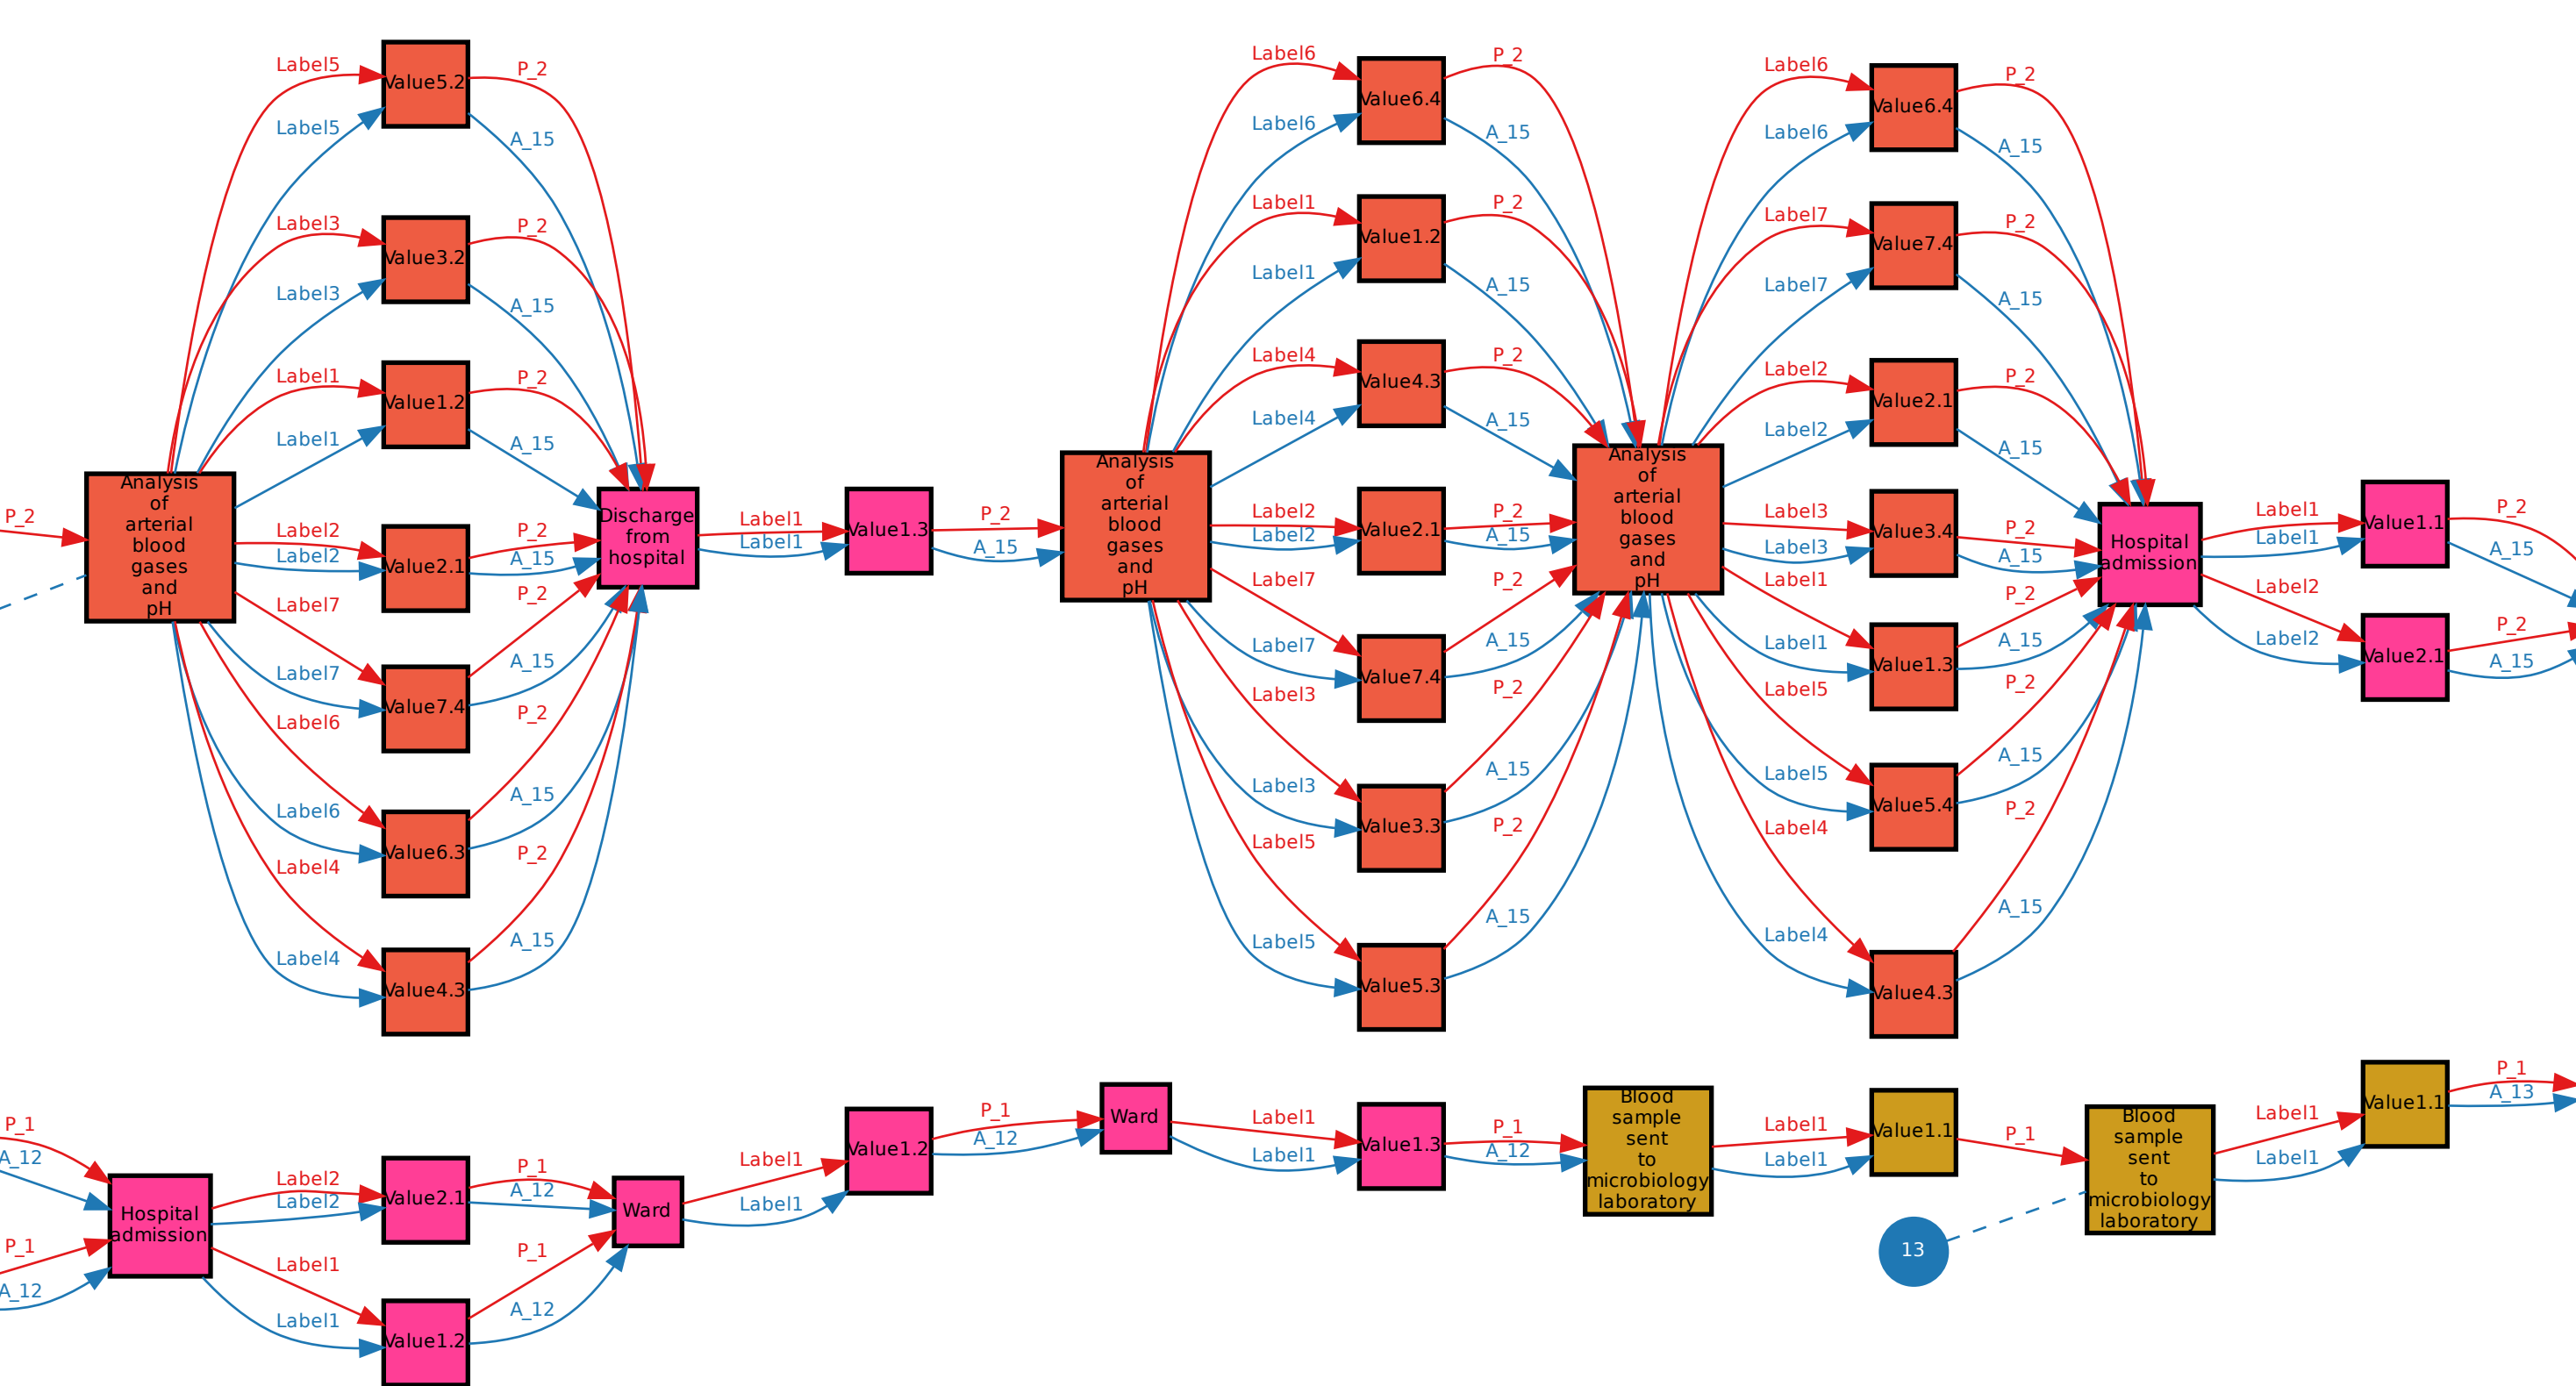 P_2
Analysis
of
arterial
blood
gases
and
pH
Label5
Label5
Label3
Label3
Label1
Label1
Label2
Label2
Label7
Label7
Label6
Label6
Label4
Label4
Value5.2
Value3.2
Value1.2
Value2.1
Value7.4
Value6.3
Value4.3
P_2
A_15
P_2
A_15
P_2
A_15
P_2
A_15
P_2
A_15
P_2
A_15
P_2
A_15
Discharge
from
hospital
Label1
Label1
Value1.3
P_2
A_15
Analysis
of
arterial
blood
gases
and
pH
Label6
Label6
Label1
Label1
Label4
Label4
Label2
Label2
Label7
Label7
Label3
Label3
Label5
Label5
Value6.4
Value1.2
Value4.3
Value2.1
Value7.4
Value3.3
Value5.3
P_2
A_15
P_2
A_15
P_2
A_15
P_2
A_15
P_2
A_15
P_2
A_15
P_2
A_15
Analysis
of
arterial
blood
gases
and
pH
Label6
Label6
Label7
Label7
Label2
Label2
Label3
Label3
Label1
Label1
Label5
Label5
Label4
Label4
Value6.4
Value7.4
Value2.1
Value3.4
Value1.3
Value5.4
Value4.3
P_2
A_15
P_2
A_15
P_2
A_15
P_2
A_15
P_2
A_15
P_2
A_15
P_2
A_15
Hospital
admission
Label1
Label1
Label2
Label2
Value1.1
Value2.1
P_2
A_15
P_2
A_15
P_1
A_12
P_1
A_12
Hospital
admission
Label2
Label2
Label1
Label1
Value2.1
Value1.2
P_1
A_12
P_1
A_12
Ward
Label1
Label1
Value1.2
P_1
A_12
Ward
Label1
Label1
Value1.3
P_1
A_12
Blood
sample
sent
to
microbiology
laboratory
Label1
Label1
Value1.1
P_1
13
Blood
sample
sent
to
microbiology
laboratory
Label1
Label1
Value1.1
P_1
A_13